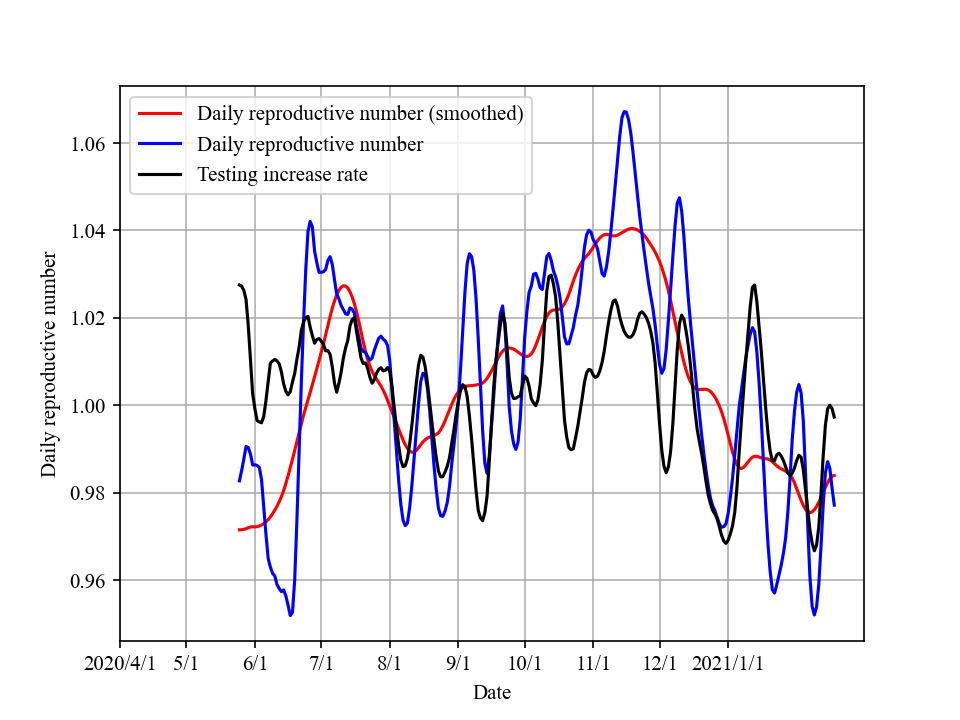 Daily reproductive number (smoothed)
Daily reproductive number
Testing increase rate
Daily reproductive number
1.06
1.04
1.02
1.00
0.98
0.96
2020/4/1 5/1 6/1 7/1 8/1 9/1 10/1 11/1 12/1 2021/1/1
Date